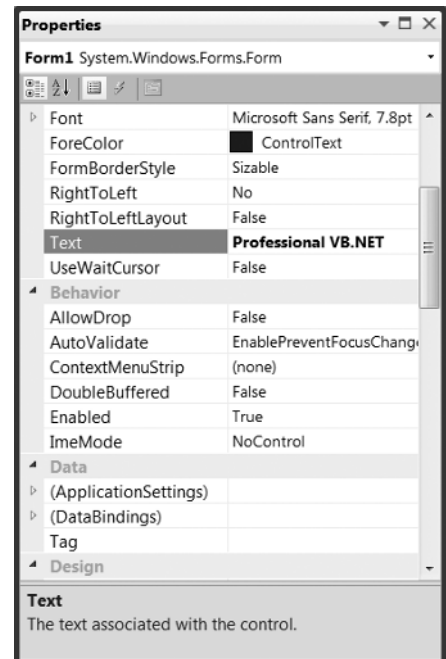 Properties
Form1 System.Windows.Forms.Form
Font Microsoft Sans Serif, 7.8pt
ForeColor ControlText
FormBorderStyle Sizable
RightToLeft No
RightToLeftLayout False
Text Professional VB.NET
UseWaitCursor False
Behavior
AllowDrop False
AutoValidate EnablePreventFocusChang
ContextMenuStrip (none)
DoubleBuffered False
Enabled True
ImeMode NoControl
Data
(ApplicationSettings)
(DataBindings)
Tag
Design
Text
The text associated with the control.